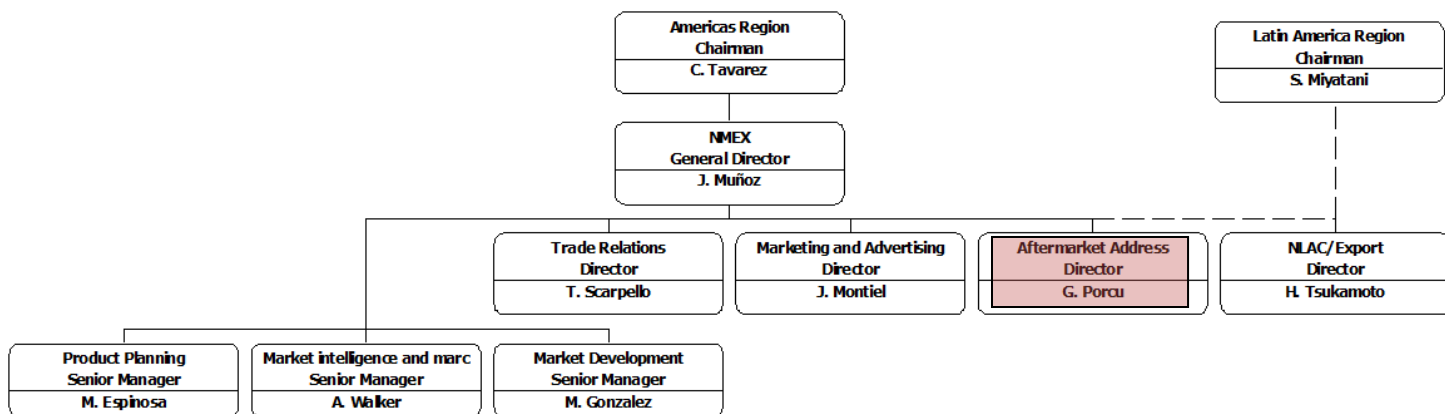 Americas Region
Chairman
C. Tavarez
Latin America Region
Chairman
S. Miyatani
NMEX
General Director
J. Muñoz
Trade Relations
Director
T. Scarpello
Marketing and Advertising
Director
J. Montiel
Aftermarket Address
Director
G. Porcu
NLAC/Export
Director
H. Tsukamoto
Product Planning
Senior Manager
M. Espinosa
Market intelligence and marc
Senior Manager
A. Walker
Market Development
Senior Manager
M. Gonzalez